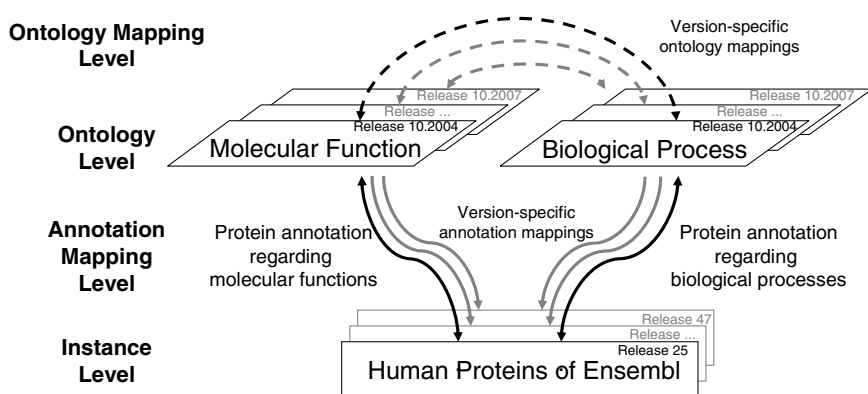 Ontology Mapping
Level
Version-specific
ontology mappings
Release 10.2007
Release ...
Release 10.2004
Molecular Function
Release 10.2007
Release ...
Release 10.2004
Biological Process
Ontology
Level
Annotation
Mapping
Level
Protein annotation
regarding
molecular functions
Version-specific
annotation mappings
Protein annotation
regarding
biological processes
Instance
Level
Release 47
Release ...
Release 25
Human Proteins of Ensembl